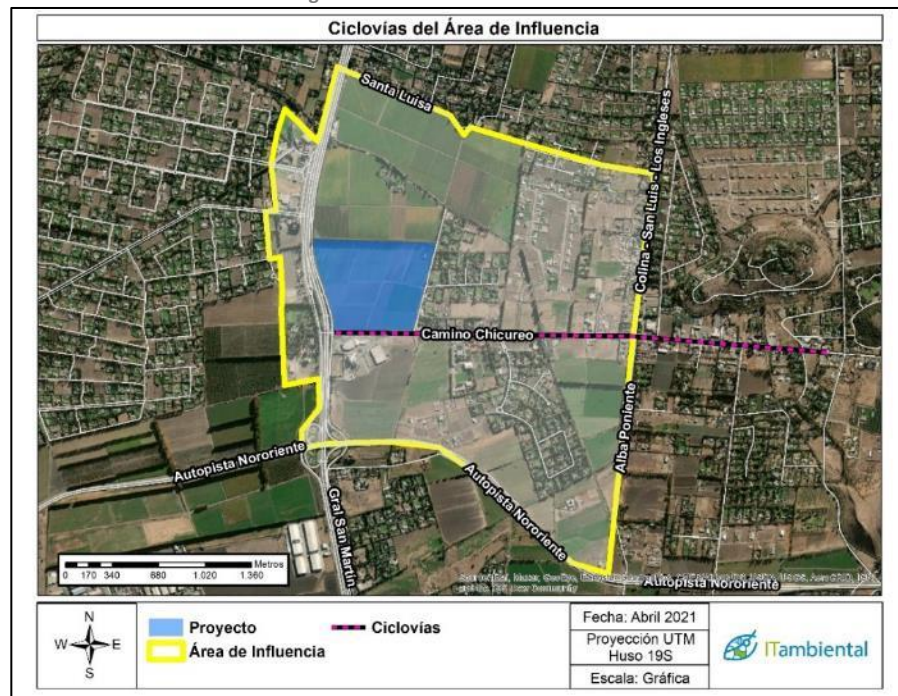 Ciclovías del Área de Influencia
Santa Luisa
Colina - San Luis - Los Ingleses
Camino Chicureo
Alba Poniente
Autopista Nororiente
Autopista Nororiente
Gral San Martín
Autopista Nororiente
Metros
0 170 340 680 1.020 1.360
N
W E
S
Proyecto
Ciclovías
Área de Influencia
Fecha: Abril 2021
Proyección UTM
Huso 19S
Escala: Gráfica
ITambiental